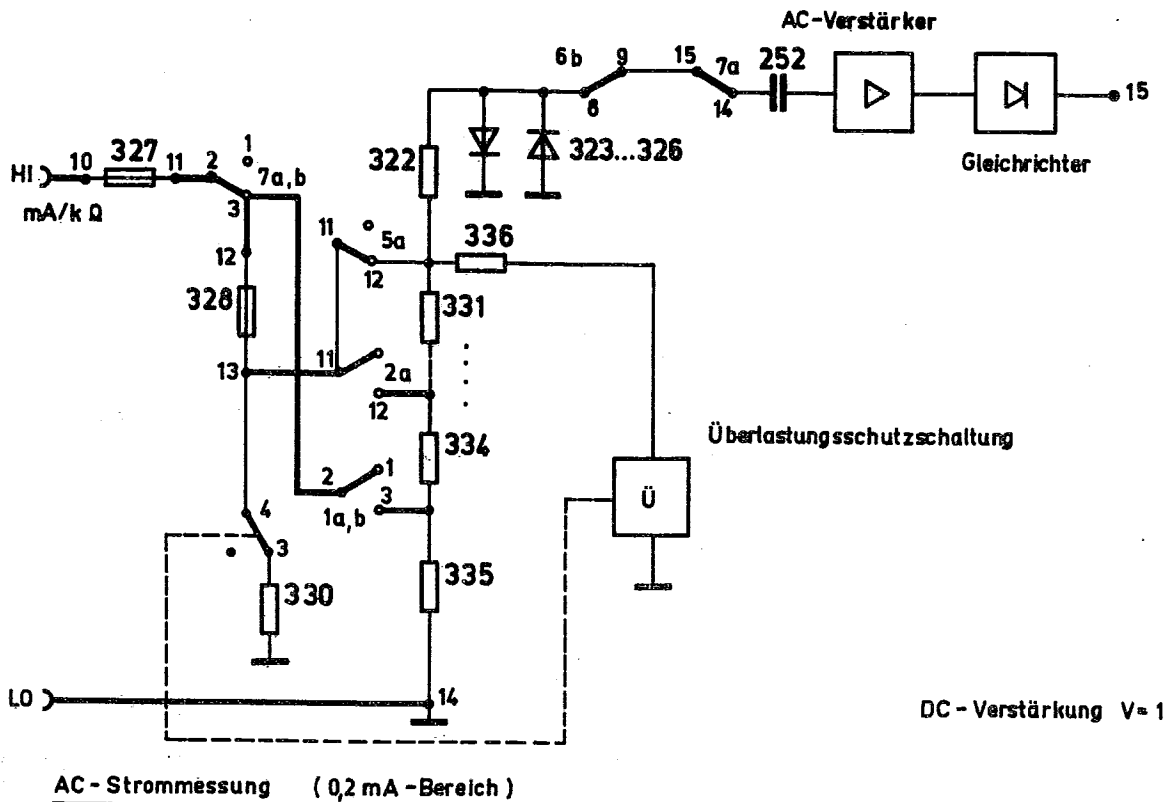 AC-Verstärker
6b 9 15 7a 252
8 14 15
323...326
Gleichrichter
322
HI 10 327 11 2 1 7a,b
3
mA/kΩ
12
11 5a 336
12
328
331
13 11
2a
12
334
Überlastungsschutzschaltung
2 1
3
1a,b
Ü
4
3
335
330
LO 14
DC-Verstärkung V=1
AC-Strommessung (0,2 mA-Bereich)